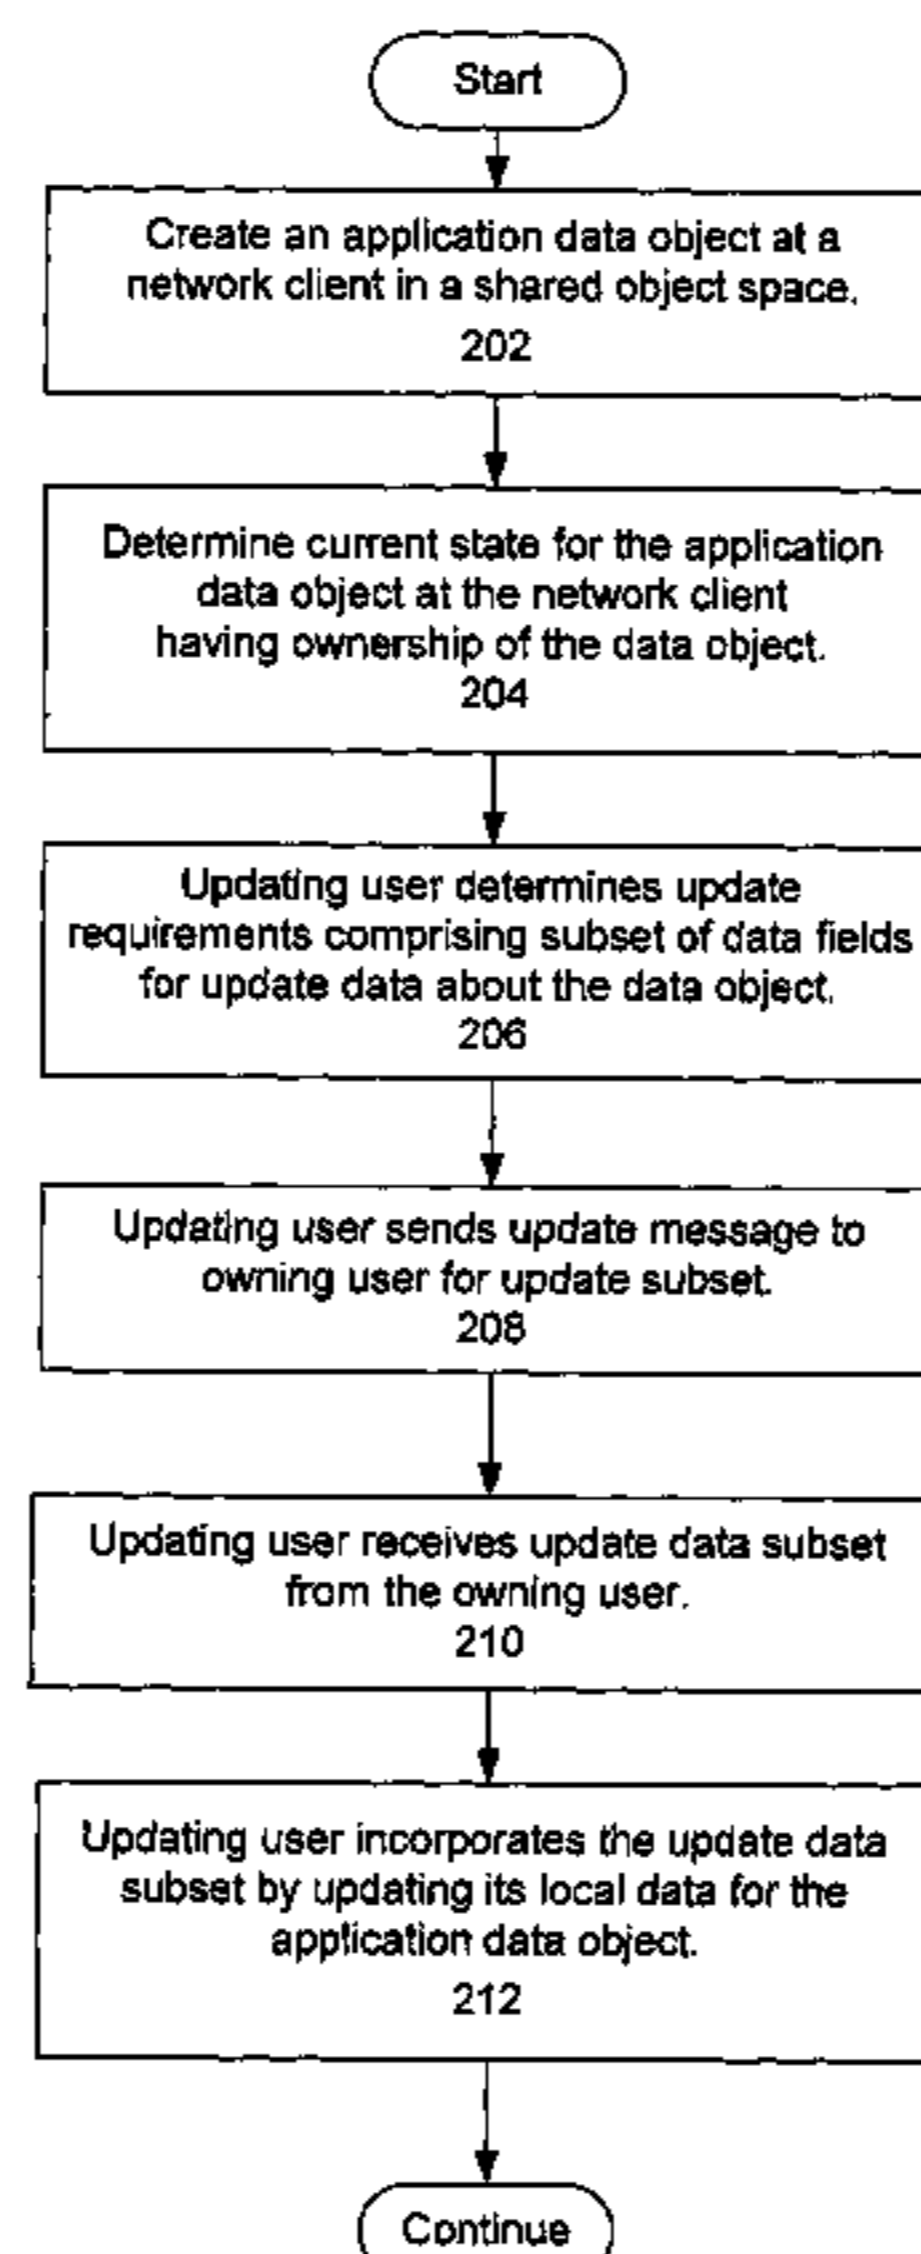 Start
Create an application data object at a
network client in a shared object space.
202
Determine current state for the application
data object at the network client
having ownership of the data object.
204
Updating user determines update
requirements comprising subset of data fields
for update data about the data object.
206
Updating user sends update message to
owning user for update subset.
208
Updating user receives update data subset
from the owning user.
210
Updating user incorporates the update data
subset by updating its local data for the
application data object.
212
Continue